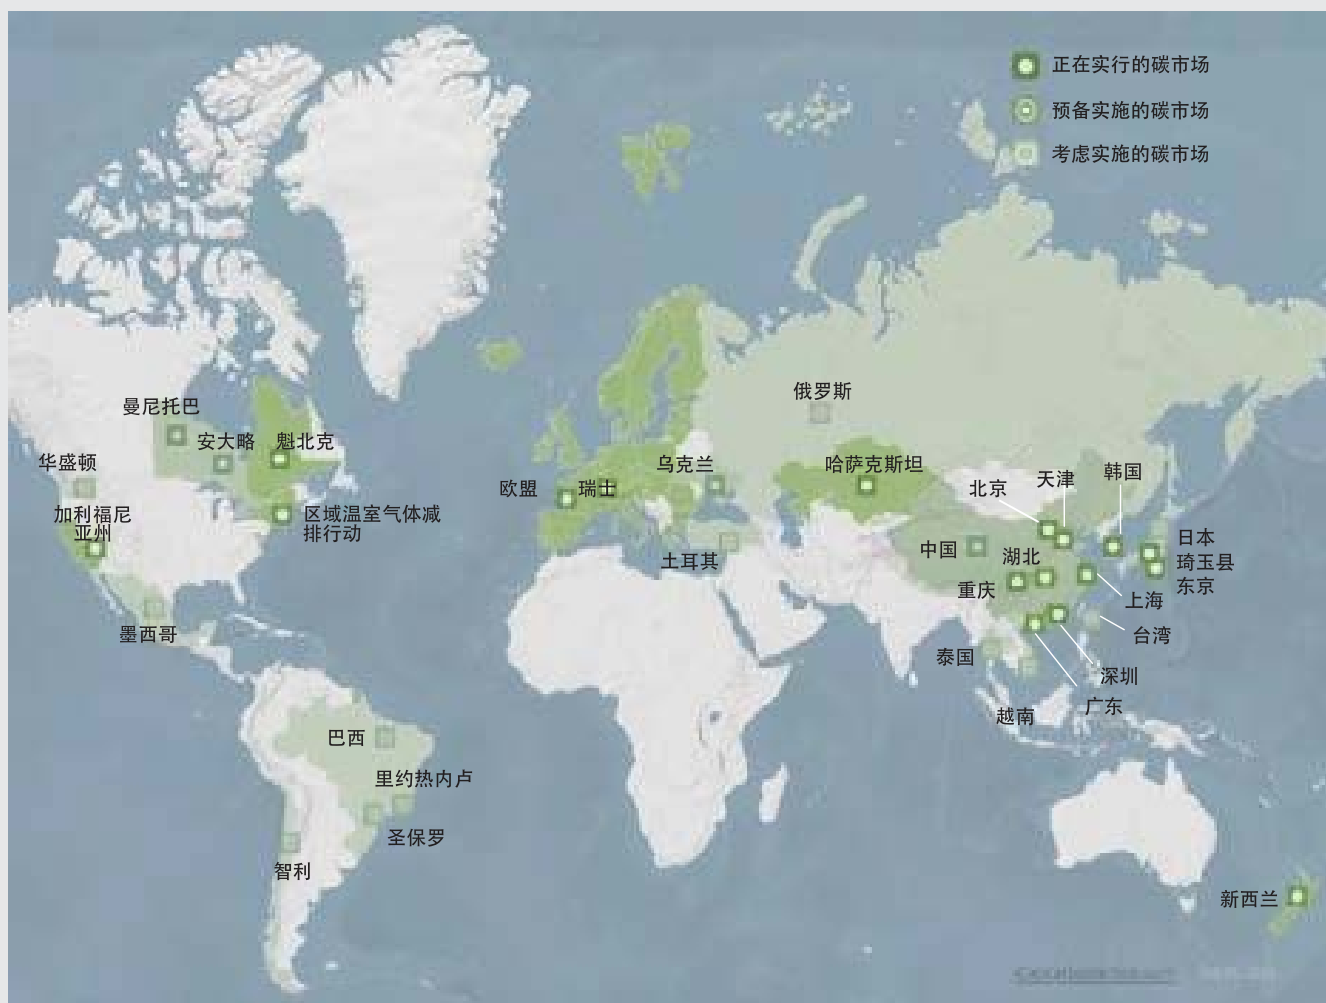 正在实行的碳市场
预备实施的碳市场
考虑实施的碳市场
俄罗斯
曼尼托巴
安大略
魁北克
华盛顿
乌克兰
哈萨克斯坦
天津
韩国
欧盟
瑞士
北京
加利福尼
亚州
区域温室气体减
排行动
日本
中国
湖北
土耳其
琦玉县
重庆
东京
上海
墨西哥
台湾
泰国
深圳
广东
越南
巴西
里约热内卢
圣保罗
智利
新西兰